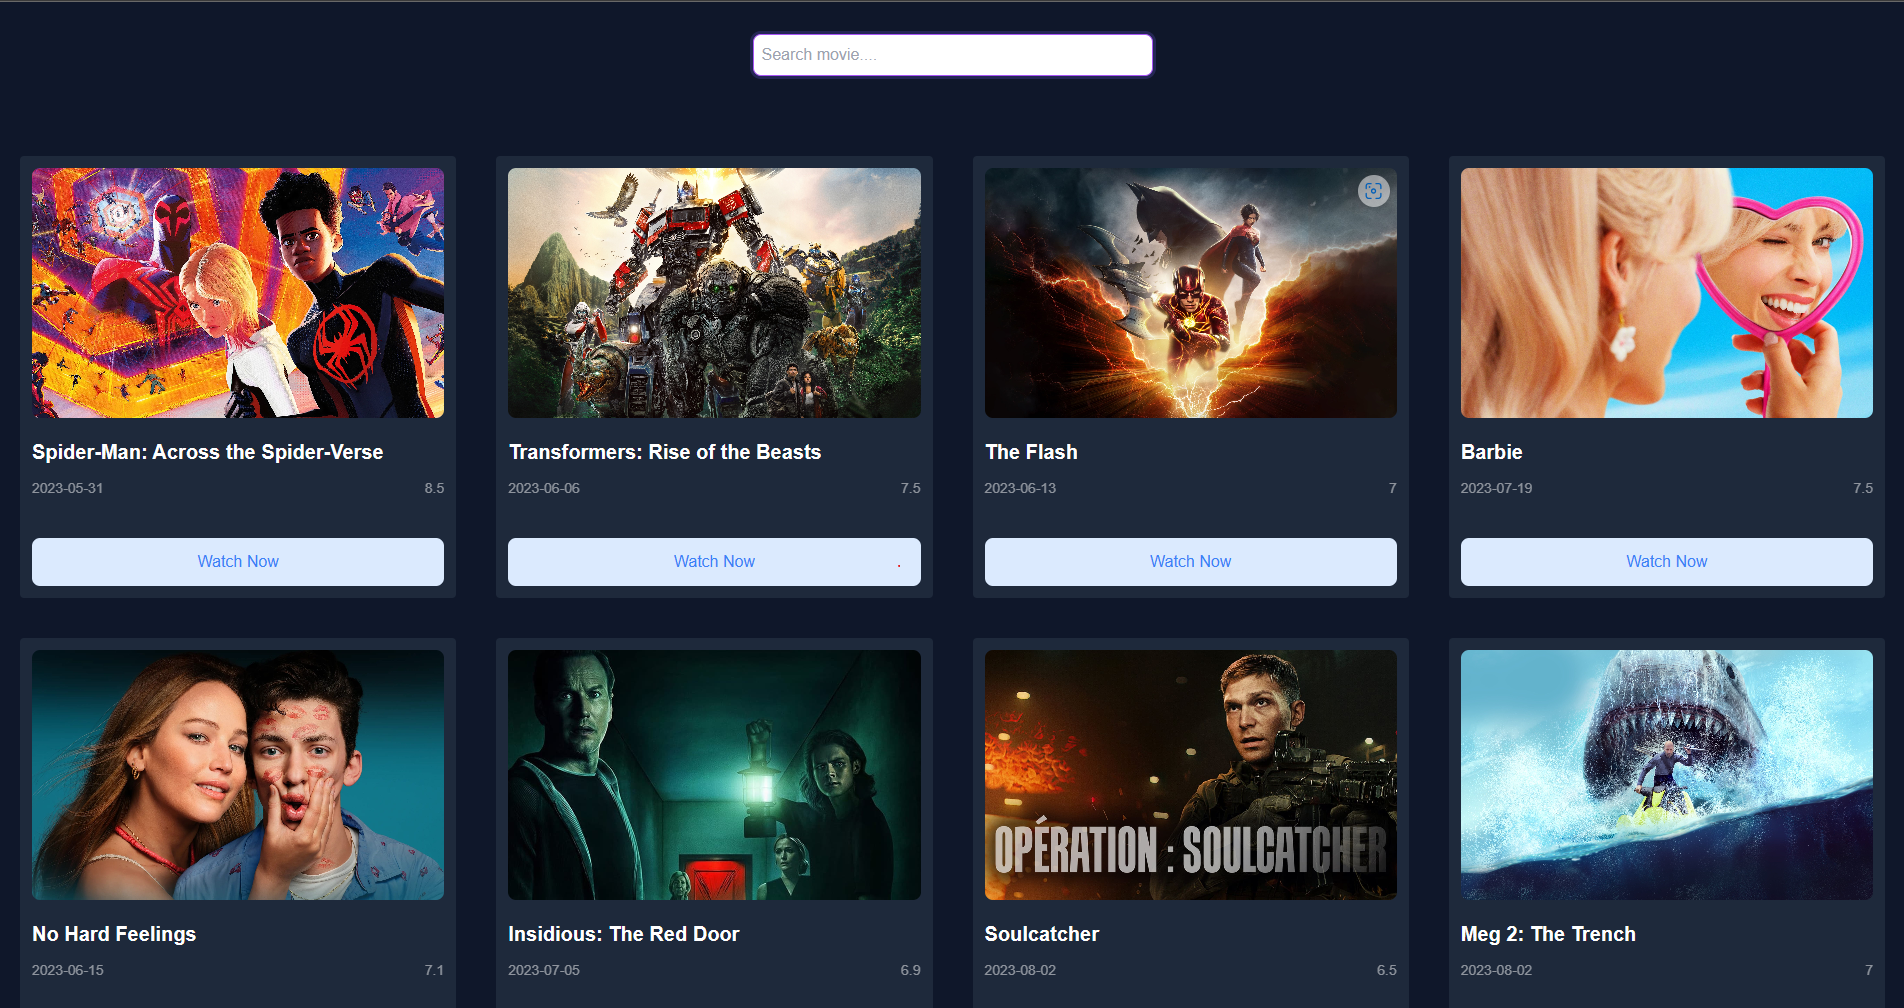 Search movie....
Spider-Man: Across the Spider-Verse
2023-05-31 8.5
Watch Now
Transformers: Rise of the Beasts
2023-06-06 7.5
Watch Now
The Flash
2023-06-13 7
Watch Now
Barbie
2023-07-19 7.5
Watch Now
No Hard Feelings
2023-06-15 7.1
Insidious: The Red Door
2023-07-05 6.9
OPÉRATION : SOULCATCHER
Soulcatcher
2023-08-02 6.5
Meg 2: The Trench
2023-08-02 7